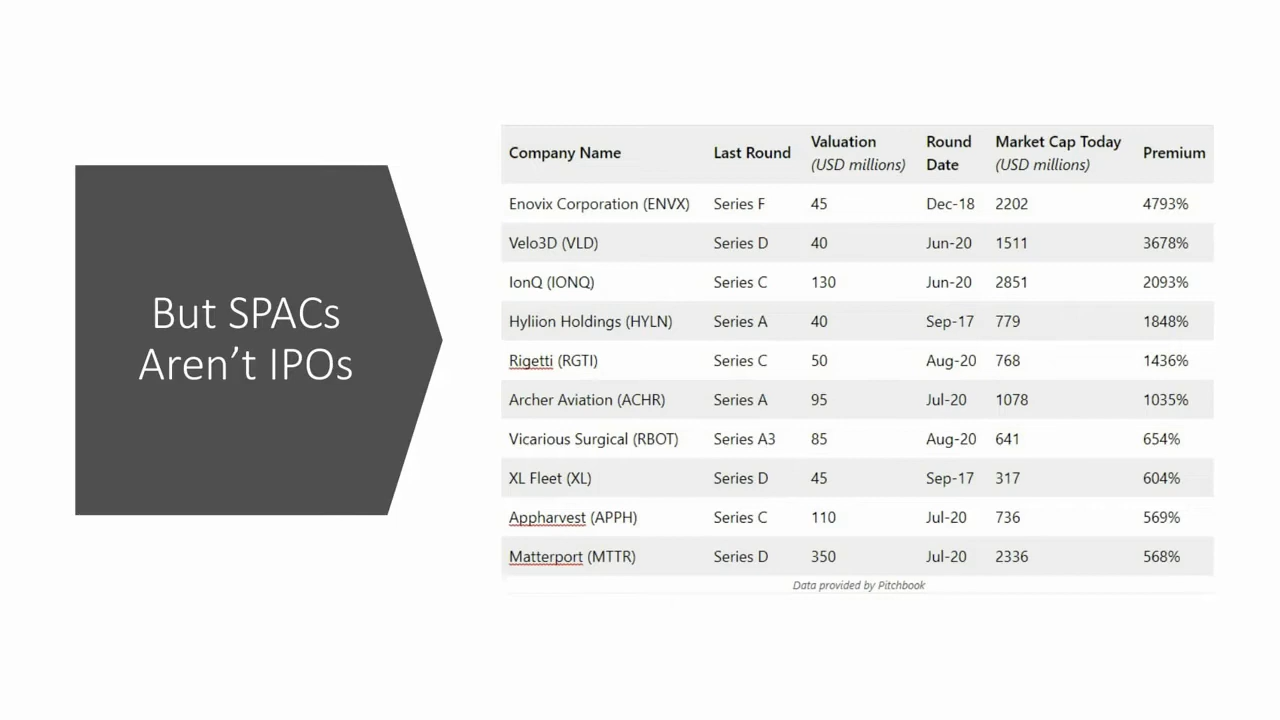 But SPACs
Aren’t IPOs
Company Name Last Round Valuation (USD millions) Round Date Market Cap Today (USD millions) Premium
Enovix Corporation (ENVX) Series F 45 Dec-18 2202 4793%
Velo3D (VLD) Series D 40 Jun-20 1511 3678%
IonQ (IONQ) Series C 130 Jun-20 2851 2093%
Hyliion Holdings (HYLN) Series A 40 Sep-17 779 1848%
Rigetti (RGTI) Series C 50 Aug-20 768 1436%
Archer Aviation (ACHR) Series A 95 Jul-20 1078 1035%
Vicarious Surgical (RBOT) Series A3 85 Aug-20 641 654%
XL Fleet (XL) Series D 45 Sep-17 317 604%
Appharvest (APPH) Series C 110 Jul-20 736 569%
Matterport (MTTR) Series D 350 Jul-20 2336 568%
Data provided by Pitchbook